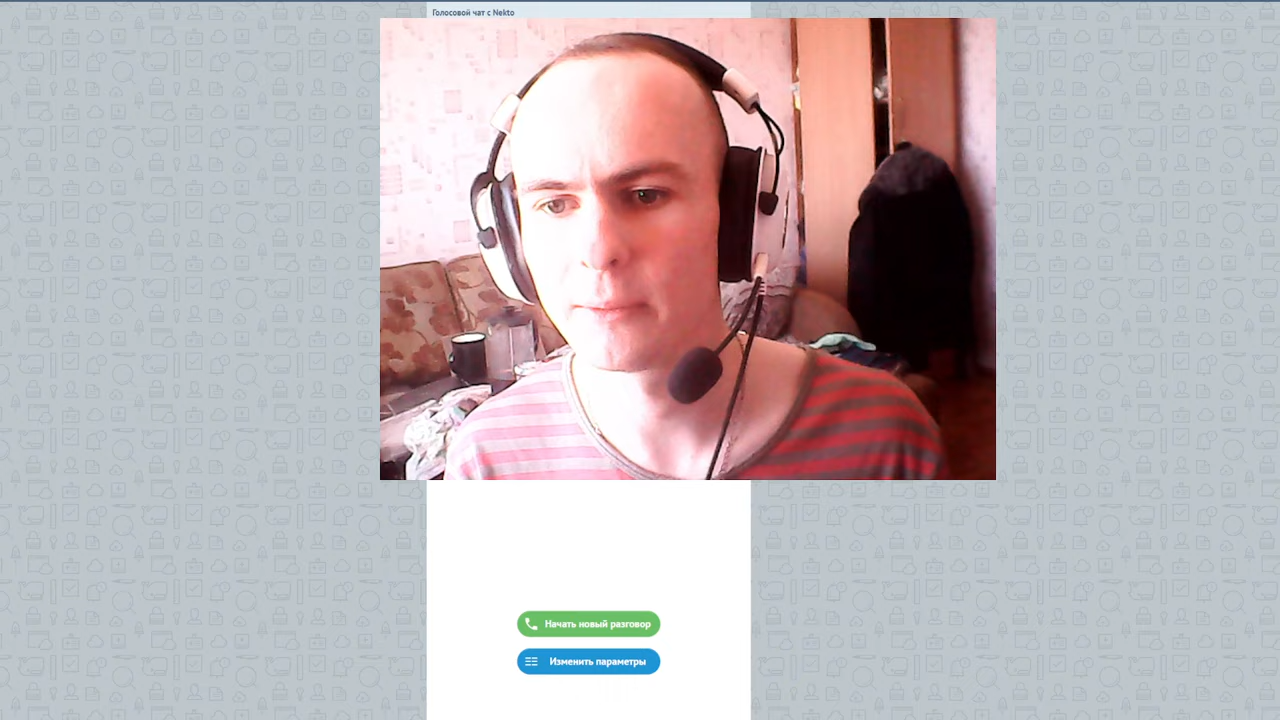 Голосовой чат с Nekto
Начать новый разговор
Изменить параметры